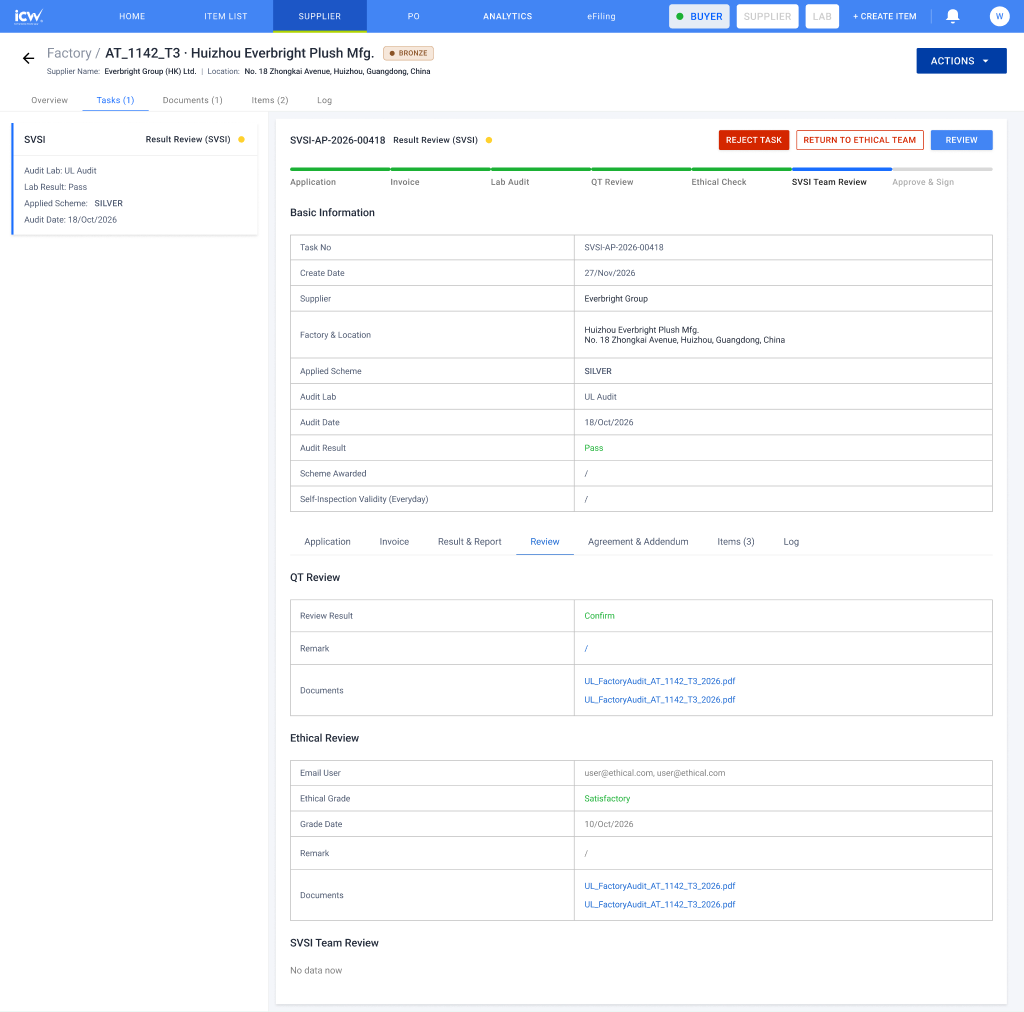 icw
HOME
ITEM LIST
SUPPLIER
PO
ANALYTICS
eFiling
BUYER
SUPPLIER
LAB
+ CREATE ITEM
W
Factory / AT_1142_T3 · Huizhou Everbright Plush Mfg.
BRONZE
Supplier Name: Everbright Group (HK) Ltd. | Location: No. 18 Zhongkai Avenue, Huizhou, Guangdong, China
ACTIONS
Overview
Tasks (1)
Documents (1)
Items (2)
Log
SVSI
Result Review (SVSI)
Audit Lab: UL Audit
Lab Result: Pass
Applied Scheme: SILVER
Audit Date: 18/Oct/2026
SVSI-AP-2026-00418 Result Review (SVSI)
REJECT TASK
RETURN TO ETHICAL TEAM
REVIEW
Application
Invoice
Lab Audit
QT Review
Ethical Check
SVSI Team Review
Approve & Sign
Basic Information
Task No
SVSI-AP-2026-00418
Create Date
27/Nov/2026
Supplier
Everbright Group
Factory & Location
Huizhou Everbright Plush Mfg.
No. 18 Zhongkai Avenue, Huizhou, Guangdong, China
Applied Scheme
SILVER
Audit Lab
UL Audit
Audit Date
18/Oct/2026
Audit Result
Pass
Scheme Awarded
/
Self-Inspection Validity (Everyday)
/
Application
Invoice
Result & Report
Review
Agreement & Addendum
Items (3)
Log
QT Review
Review Result
Confirm
Remark
/
Documents
UL_FactoryAudit_AT_1142_T3_2026.pdf
UL_FactoryAudit_AT_1142_T3_2026.pdf
Ethical Review
Email User
user@ethical.com, user@ethical.com
Ethical Grade
Satisfactory
Grade Date
10/Oct/2026
Remark
/
Documents
UL_FactoryAudit_AT_1142_T3_2026.pdf
UL_FactoryAudit_AT_1142_T3_2026.pdf
SVSI Team Review
No data now